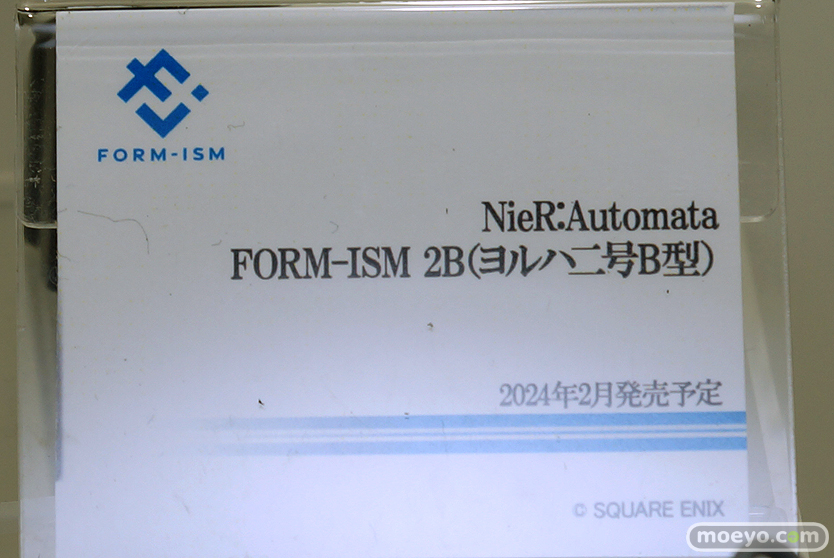 FORM-ISM
NieR:Automata
FORM-ISM 2B(ヨルハ二号B型)
2024年2月発売予定
© SQUARE ENIX
moeyo.com